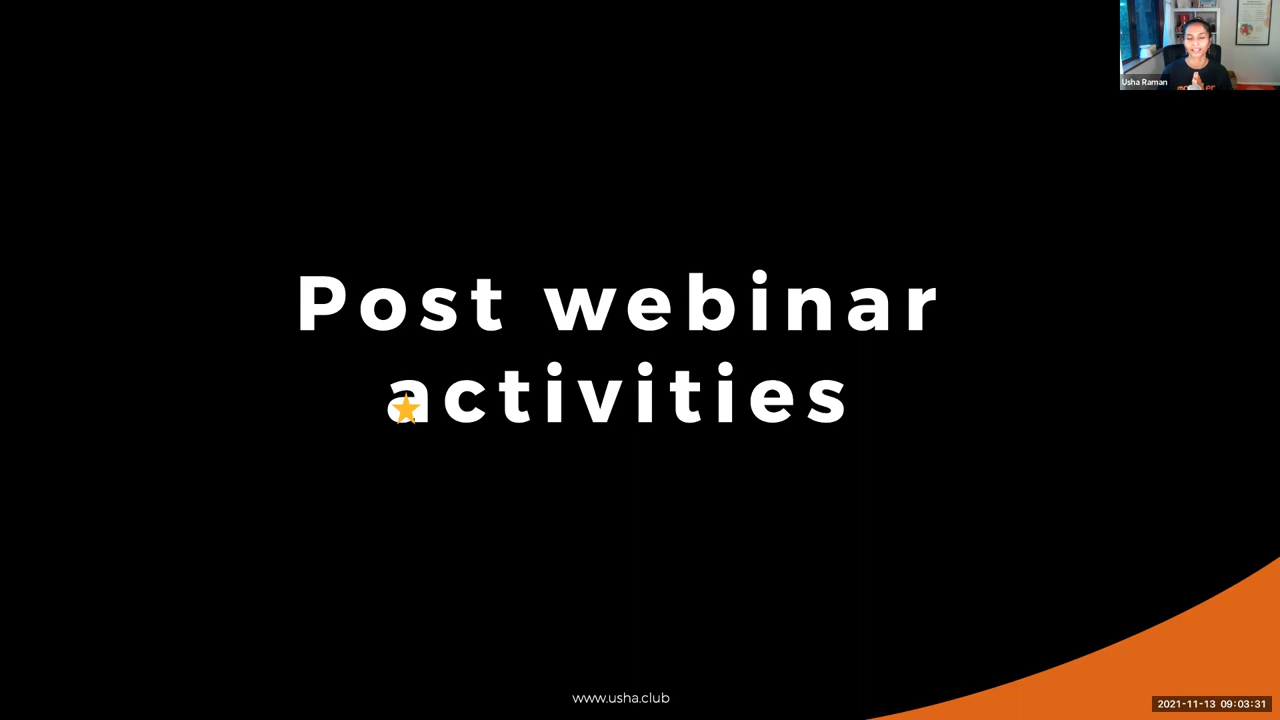 Usha Raman
Post webinar
activities
www.usha.club
2021-11-13 09:03:31